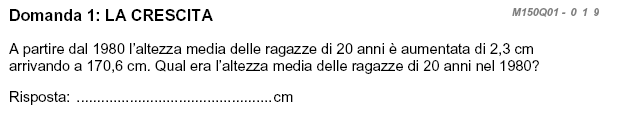 Domanda 1: LA CRESCITA M150Q01 - 0 1 9
A partire dal 1980 l'altezza media delle ragazze di 20 anni è aumentata di 2,3 cm
arrivando a 170,6 cm. Qual era l'altezza media delle ragazze di 20 anni nel 1980?
Risposta: ................................................cm